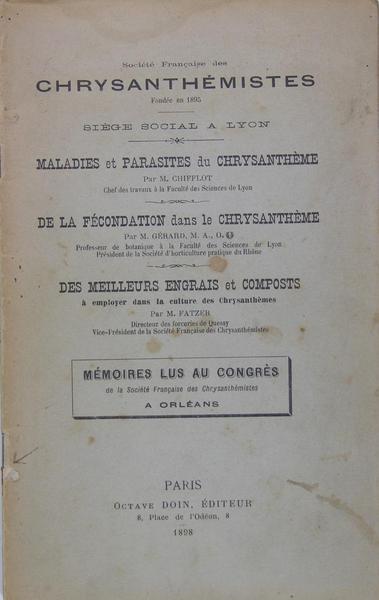 Société Française des
CHRYSANTHÉMISTES
Fondée en 1895
SIÈGE SOCIAL A LYON
MALADIES et PARASITES du CHRYSANTHÈME
Par M. CHIFFLOT
Chef des travaux à la Faculté des Sciences de Lyon
DE LA FÉCONDATION dans le CHRYSANTHÈME
Par M. GÉRARD, M. A., O.
Professeur de botanique à la Faculté des Sciences de Lyon
Président de la Société d'horticulture pratique du Rhône
DES MEILLEURS ENGRAIS et COMPOSTS
à employer dans la culture des Chrysanthèmes
Par M. FATZER
Directeur des forceries de Quessy
Vice-Président de la Société Française des Chrysanthémistes
MÉMOIRES LUS AU CONGRÈS
de la Société Française des Chrysanthémistes
A ORLÉANS
PARIS
OCTAVE DOIN, ÉDITEUR
8, Place de l'Odéon, 8
1898